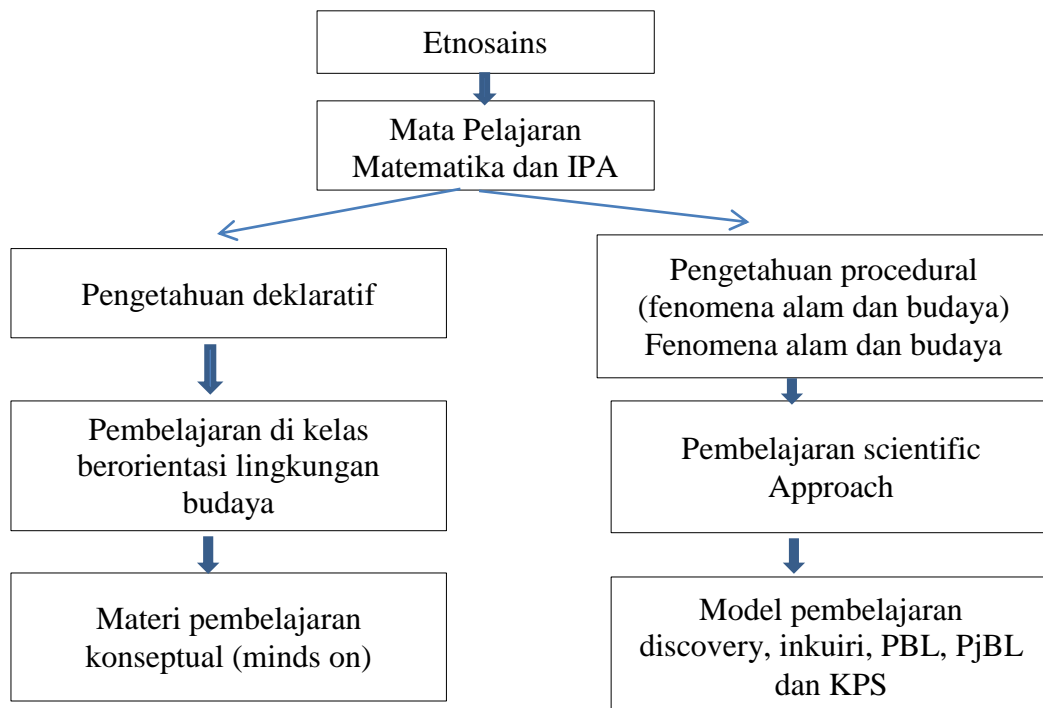 Etnosains
Mata Pelajaran
Matematika dan IPA
Pengetahuan deklaratif
Pengetahuan procedural
(fenomena alam dan budaya)
Fenomena alam dan budaya
Pembelajaran di kelas
berorientasi lingkungan
budaya
Pembelajaran scientific
Approach
Materi pembelajaran
konseptual (minds on)
Model pembelajaran
discovery, inkuiri, PBL, PjBL
dan KPS